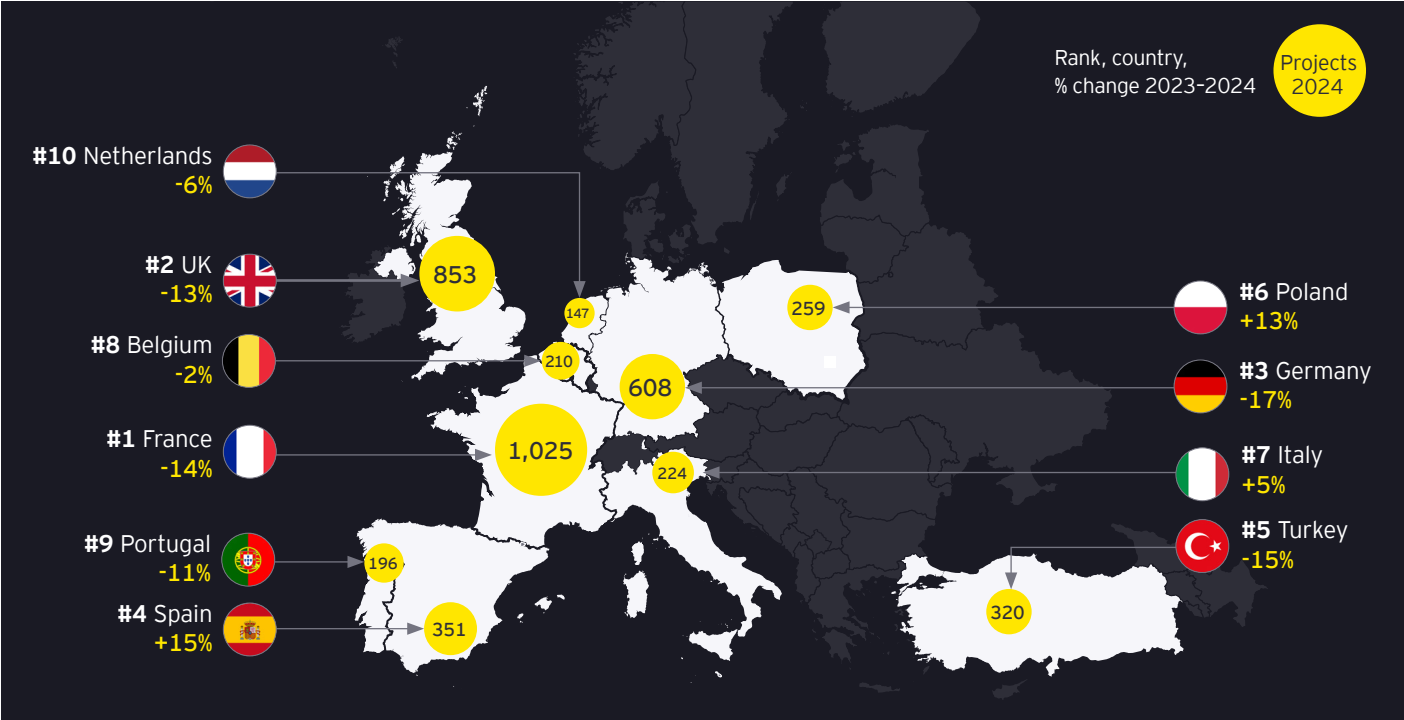 Rank, country,
% change 2023–2024
Projects
2024
#10 Netherlands
-6%
147
#2 UK
-13%
853
#8 Belgium
-2%
210
#1 France
-14%
1,025
#9 Portugal
-11%
196
#4 Spain
+15%
351
#6 Poland
+13%
259
#3 Germany
-17%
608
#7 Italy
+5%
224
#5 Turkey
-15%
320